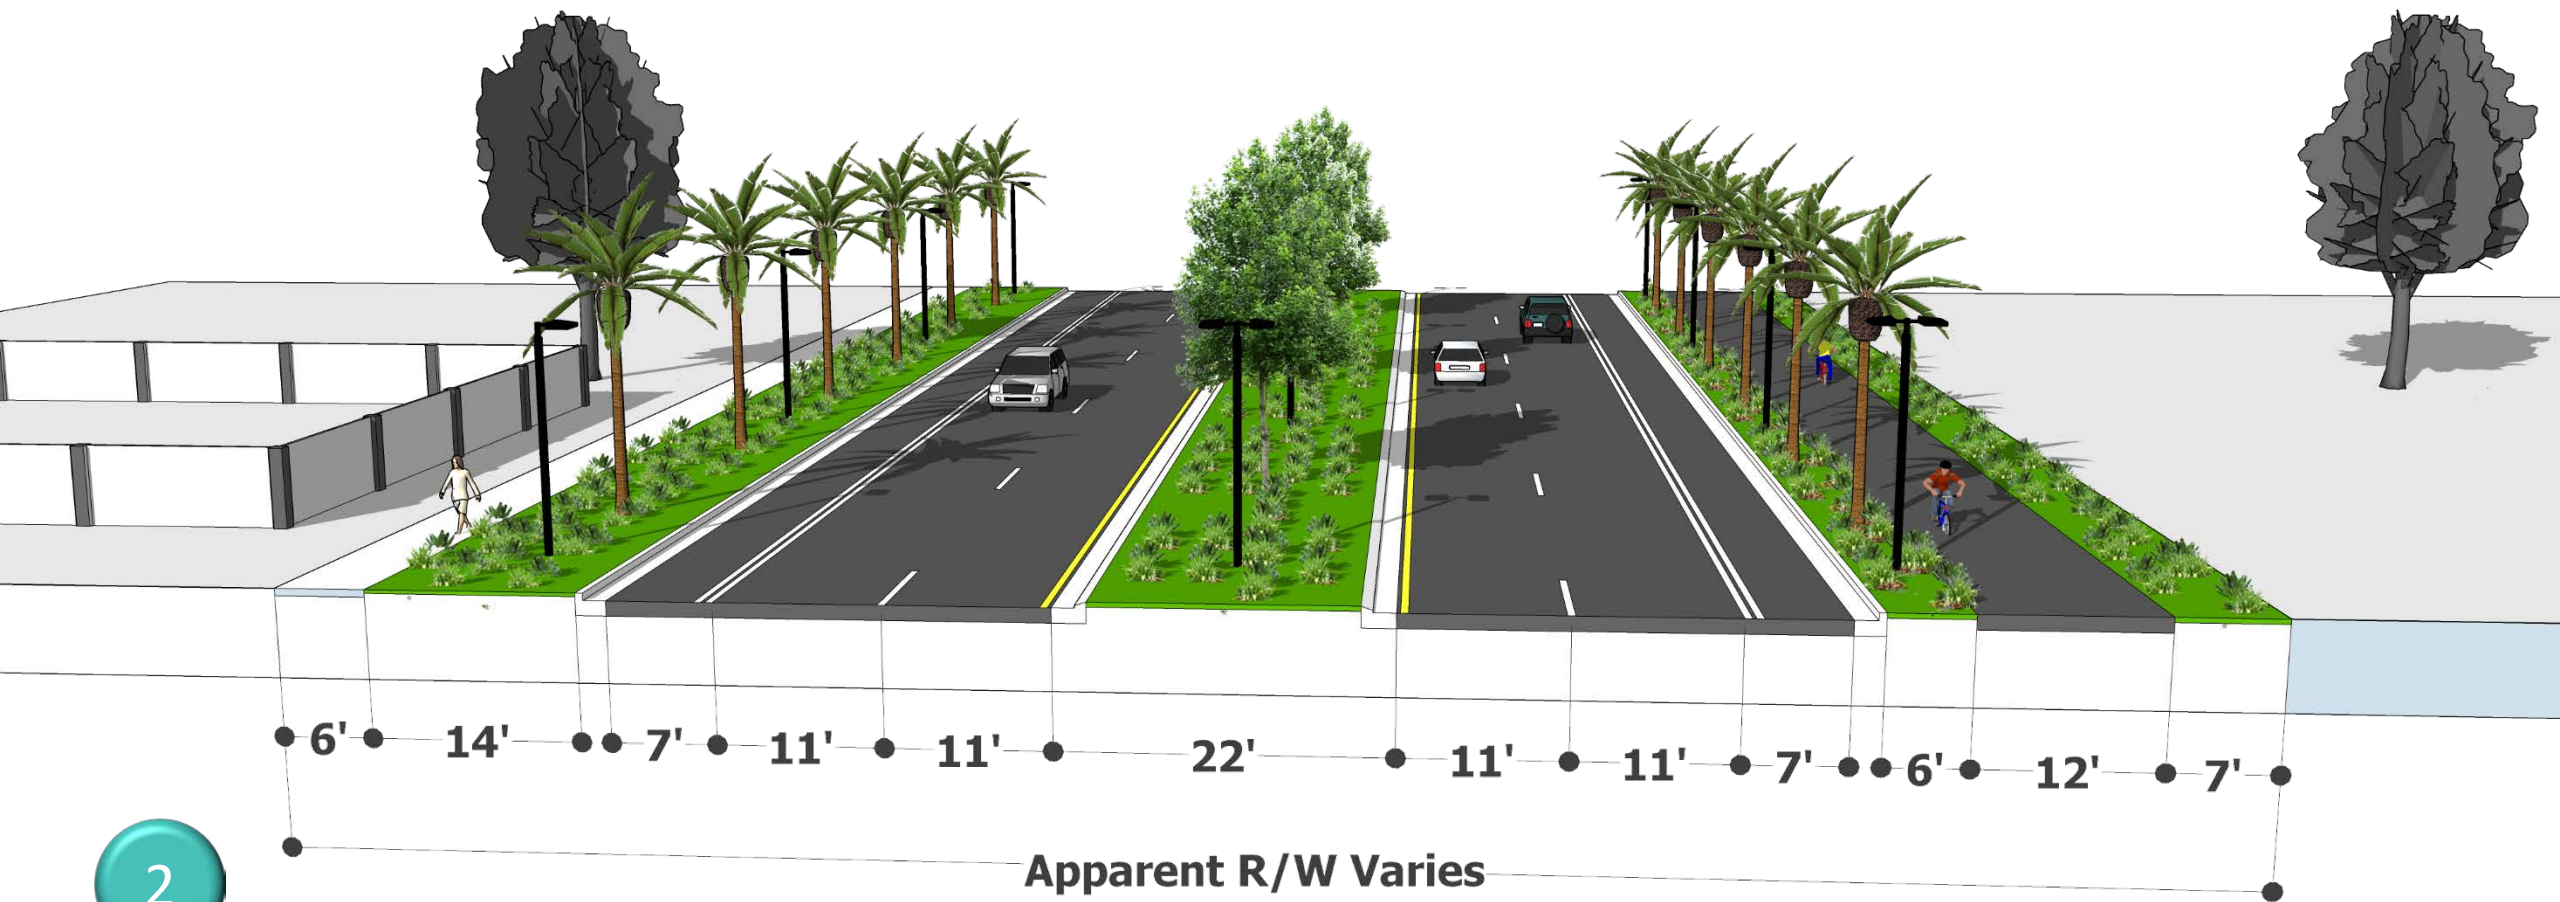 6' 14' 7' 11' 11' 22' 11' 11' 7' 6' 12' 7'
Apparent R/W Varies
2